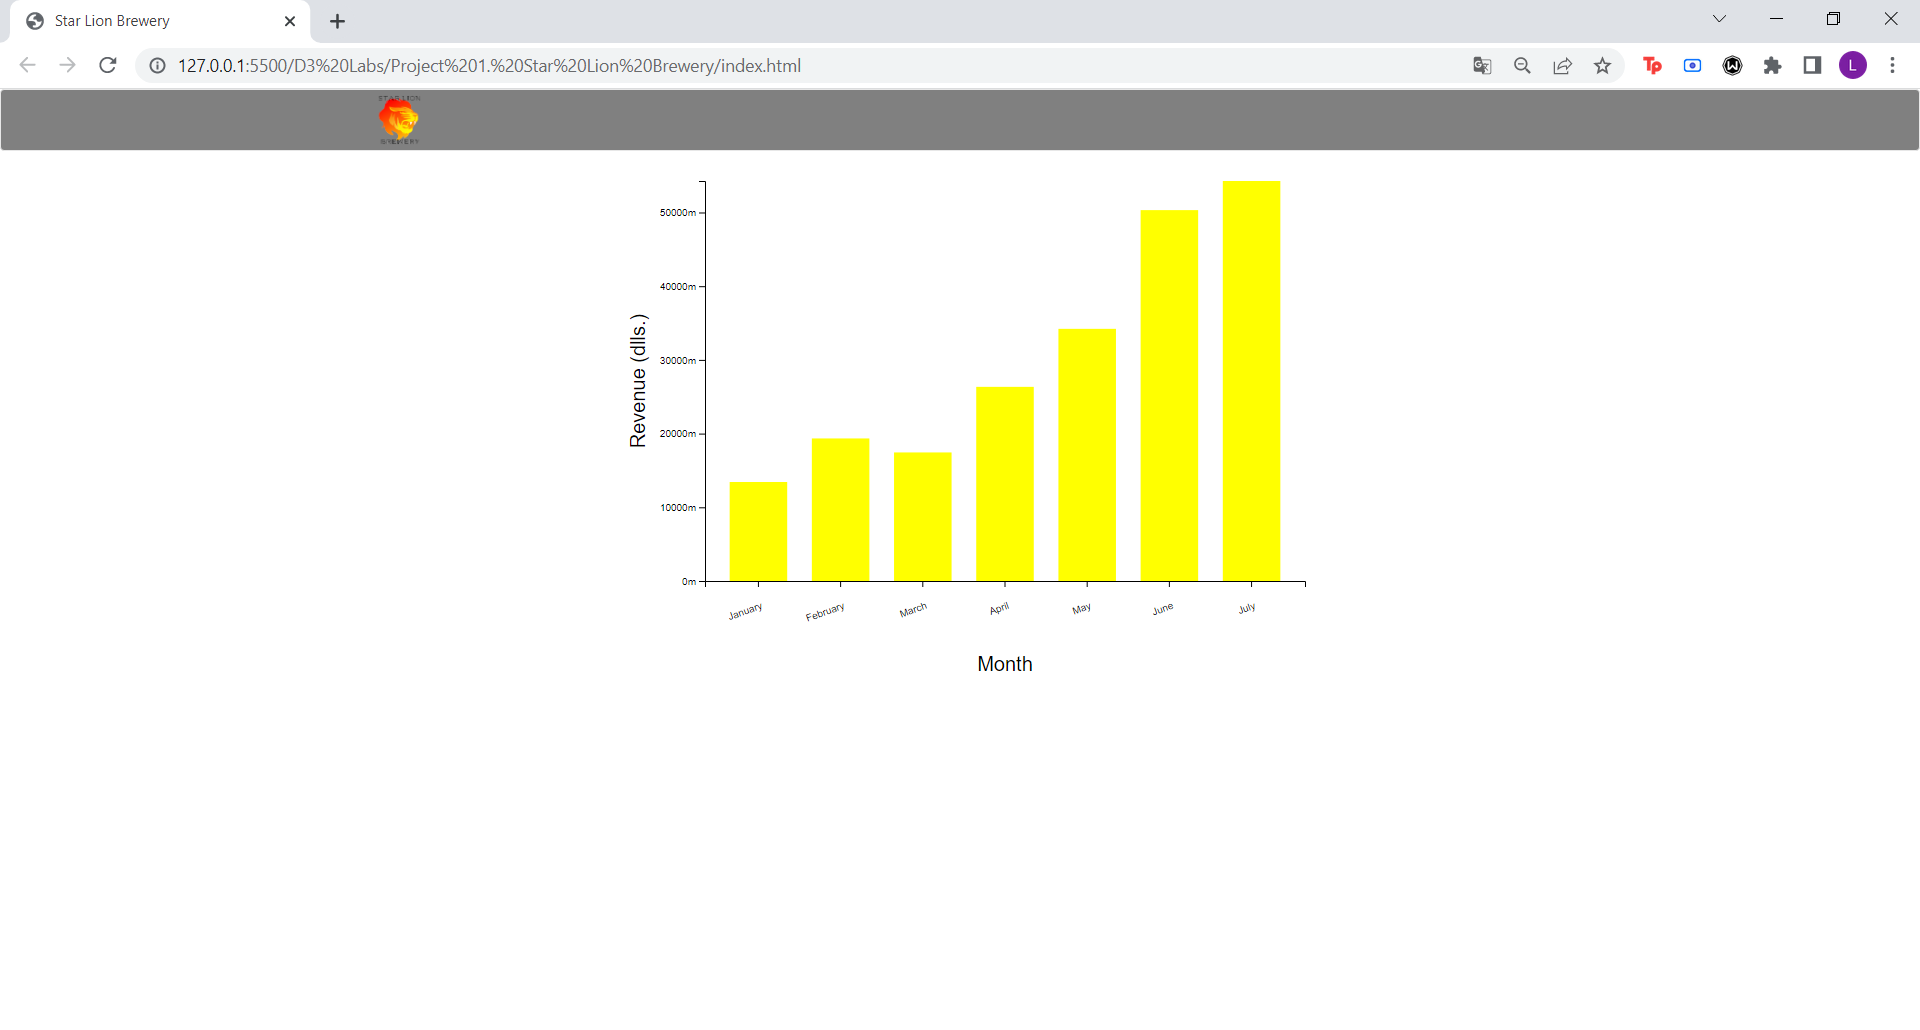 Star Lion Brewery
127.0.0.1:5500/D3%20Labs/Project%201.%20Star%20Lion%20Brewery/index.html
Tp
W
L
STAR LION
BREWERY
50000m
40000m
30000m
20000m
10000m
0m
Revenue (dlls.)
January
February
March
April
May
June
July
Month